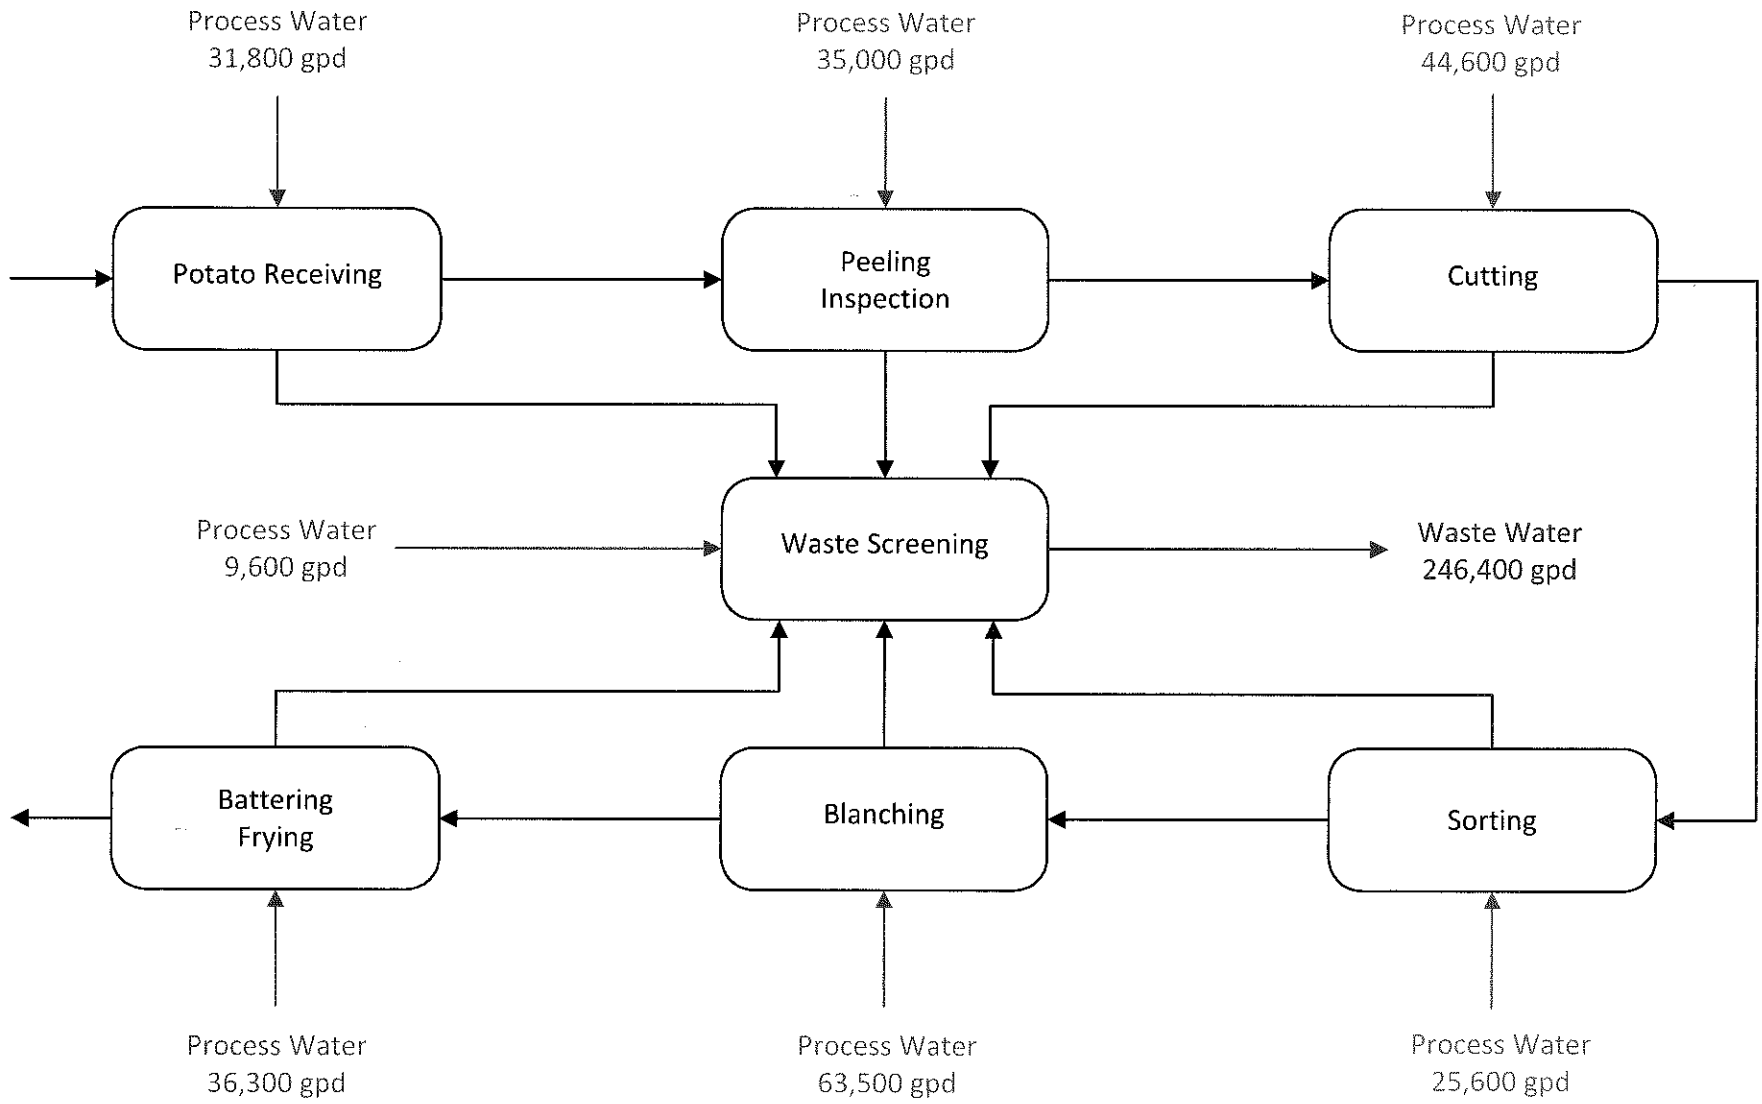 Process Water
31,800 gpd
Process Water
35,000 gpd
Process Water
44,600 gpd
Potato Receiving
Peeling
Inspection
Cutting
Process Water
9,600 gpd
Waste Screening
Waste Water
246,400 gpd
Battering
Frying
Blanching
Sorting
Process Water
36,300 gpd
Process Water
63,500 gpd
Process Water
25,600 gpd